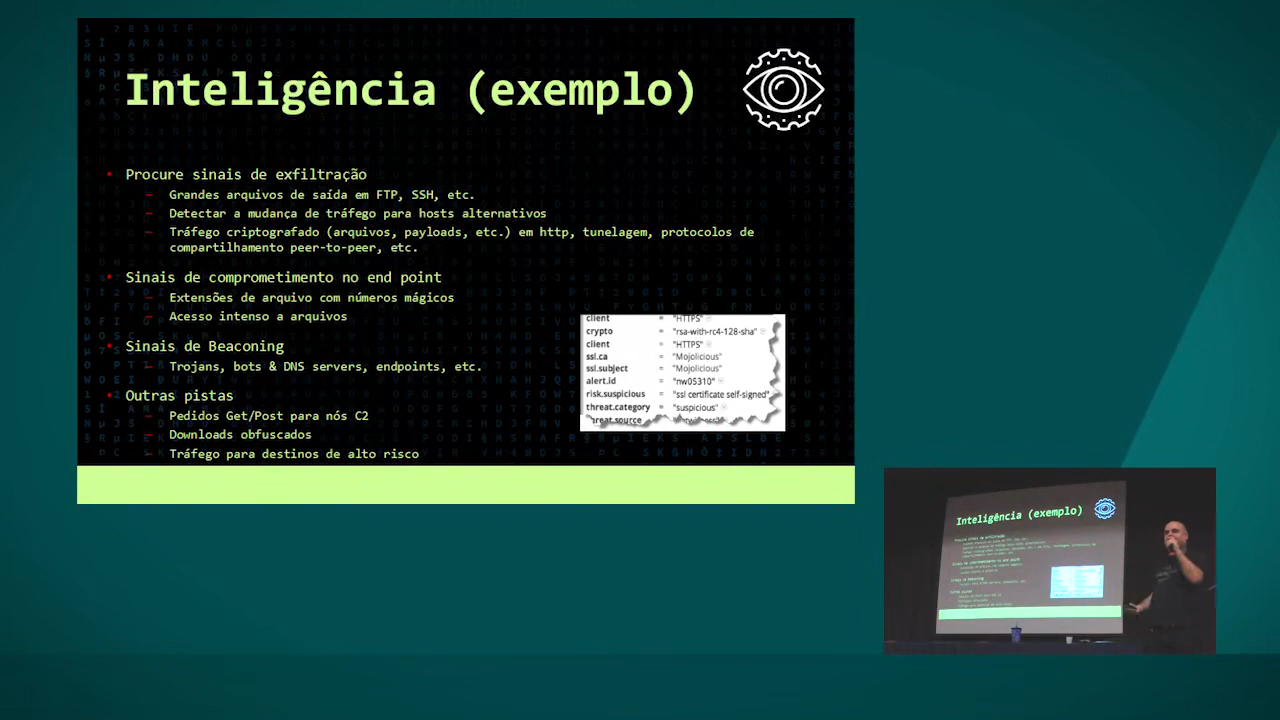 Inteligência (exemplo)
• Procure sinais de exfiltração
– Grandes arquivos de saída em FTP, SSH, etc.
– Detectar a mudança de tráfego para hosts alternativos
– Tráfego criptografado (arquivos, payloads, etc.) em http, tunelagem, protocolos de
compartilhamento peer-to-peer, etc.
• Sinais de comprometimento no end point
– Extensões de arquivo com números mágicos
– Acesso intenso a arquivos
• Sinais de Beaconing
– Trojans, bots & DNS servers, endpoints, etc.
• Outras pistas
– Pedidos Get/Post para nós C2
– Downloads obfuscados
– Tráfego para destinos de alto risco
client = "HTTPS"
crypto = "rsa-with-rc4-128-sha"
client = "HTTPS"
ssl.ca = "Mojolicious"
ssl.subject = "Mojolicious"
alert.id = "nw05310"
risk.suspicious = "ssl certificate self-signed"
threat.category = "suspicious"
threat.source
Inteligência (exemplo)